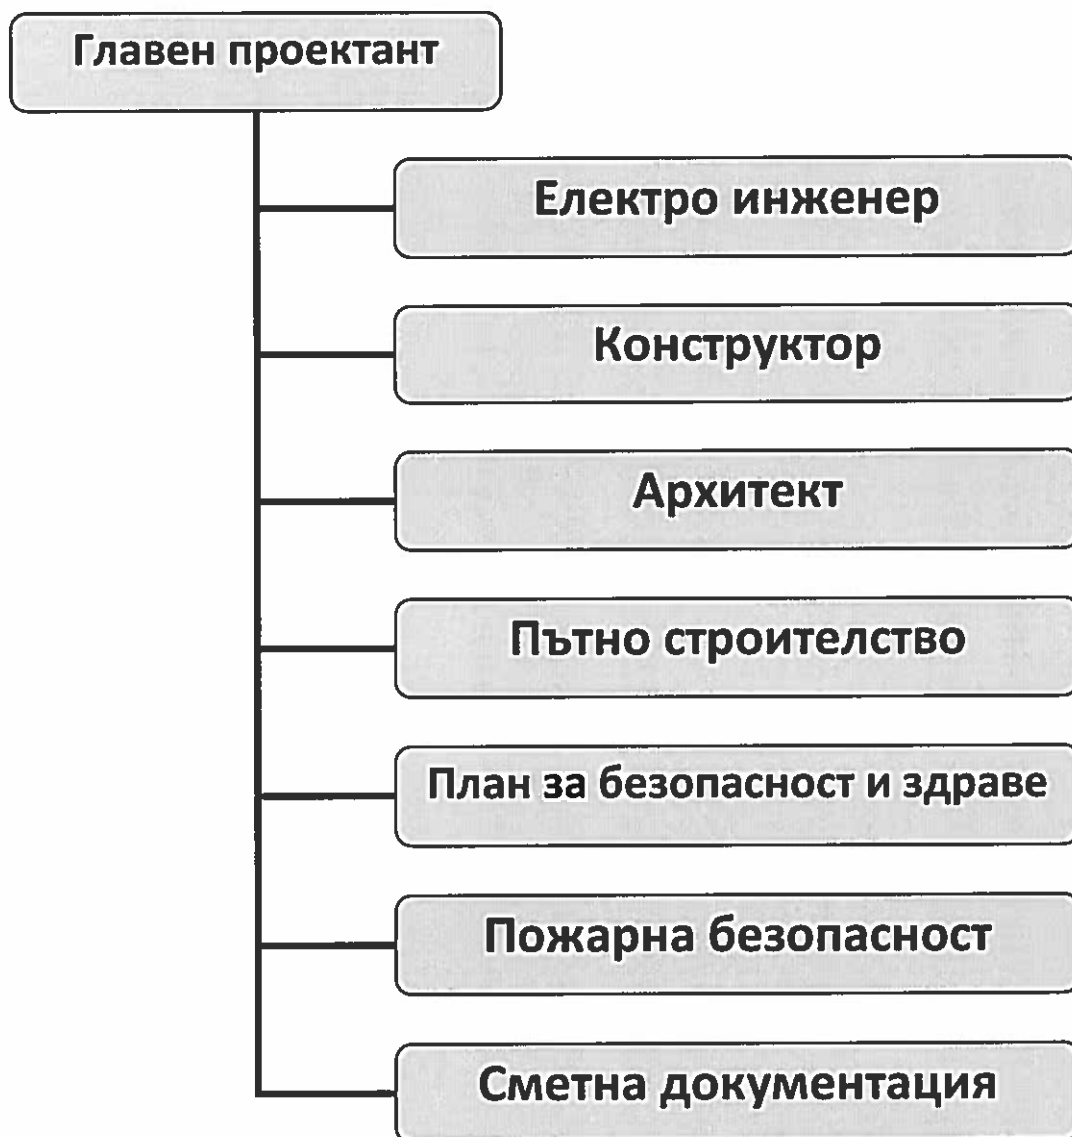 Главен проектант
Електро инженер
Конструктор
Архитект
Пътно строителство
План за безопасност и здраве
Пожарна безопасност
Сметна документация